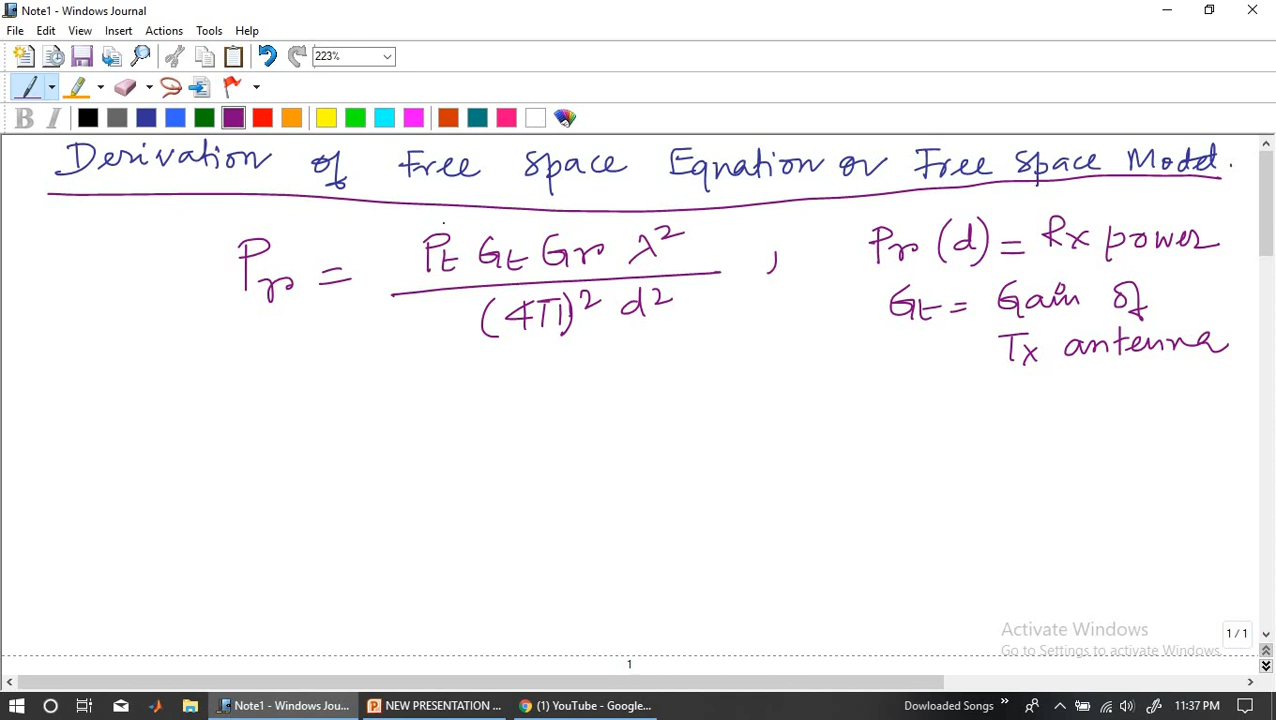 Note1 - Windows Journal
File Edit View Insert Actions Tools Help
223%
B I
Derivation of Free Space Equation or Free Space Model.
Pr = Pt Gt Gr λ² / (4π)² d² , Pr (d) = Rx power
Gt = Gain of
Tx antenna
Activate Windows
Go to Settings to activate Windows.
1 / 1
1
Note1 - Windows Jou... NEW PRESENTATION ... (1) YouTube - Google... Dowloaded Songs » 11:37 PM